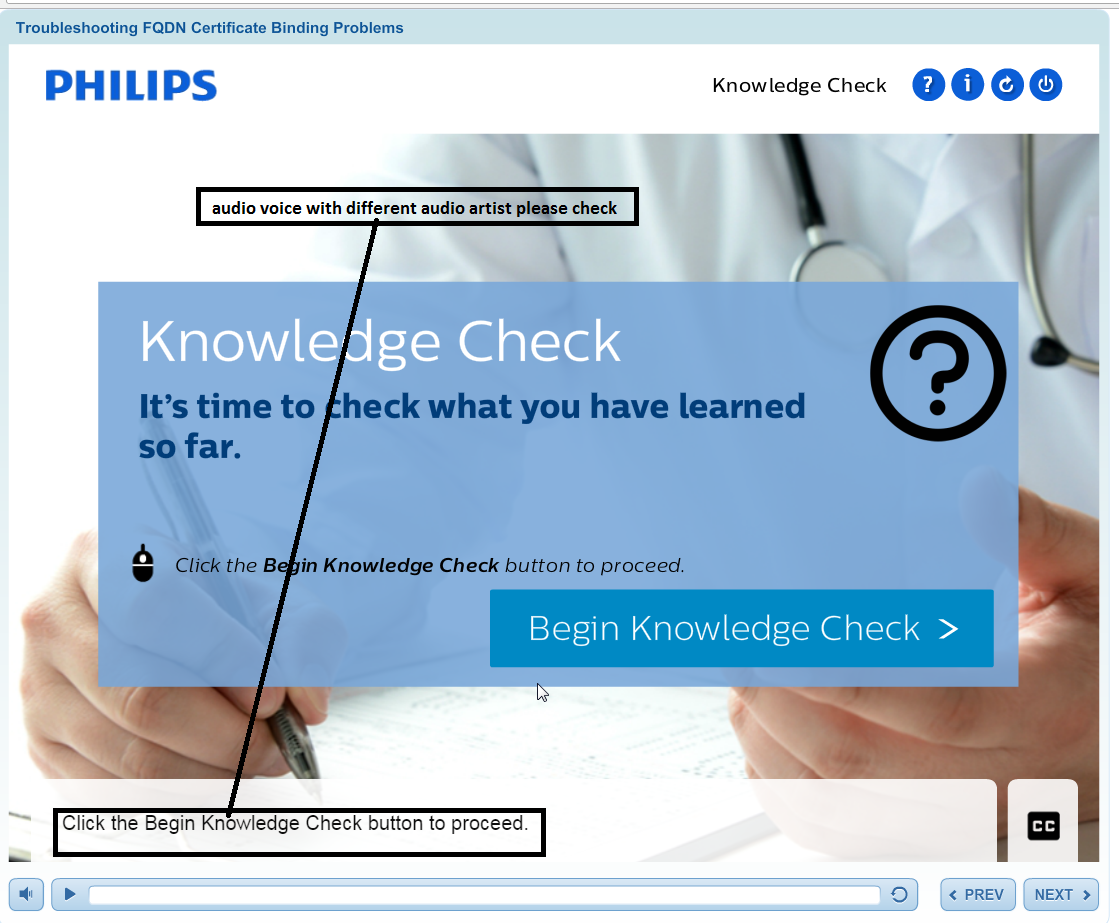 Troubleshooting FQDN Certificate Binding Problems
PHILIPS
Knowledge Check
? i
audio voice with different audio artist please check
Knowledge Check
?
It's time to check what you have learned
so far.
Click the Begin Knowledge Check button to proceed.
Begin Knowledge Check >
Click the Begin Knowledge Check button to proceed.
CC
PREV
NEXT